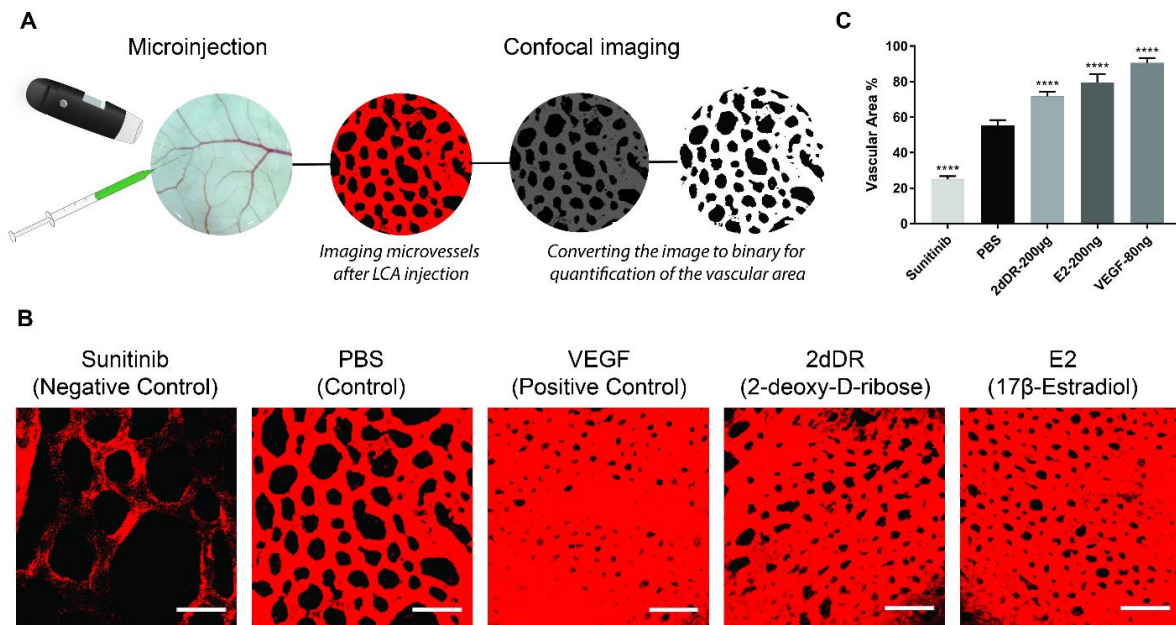 A
Microinjection
Confocal imaging
Imaging microvessels
after LCA injection
Converting the image to binary for
quantification of the vascular area
C
Vascular Area %
100
80
60
40
20
0
****
****
****
****
Sunitinib
PBS
2dDR-200µg
E2-200ng
VEGF-80ng
B
Sunitinib
(Negative Control)
PBS
(Control)
VEGF
(Positive Control)
2dDR
(2-deoxy-D-ribose)
E2
(17β-Estradiol)